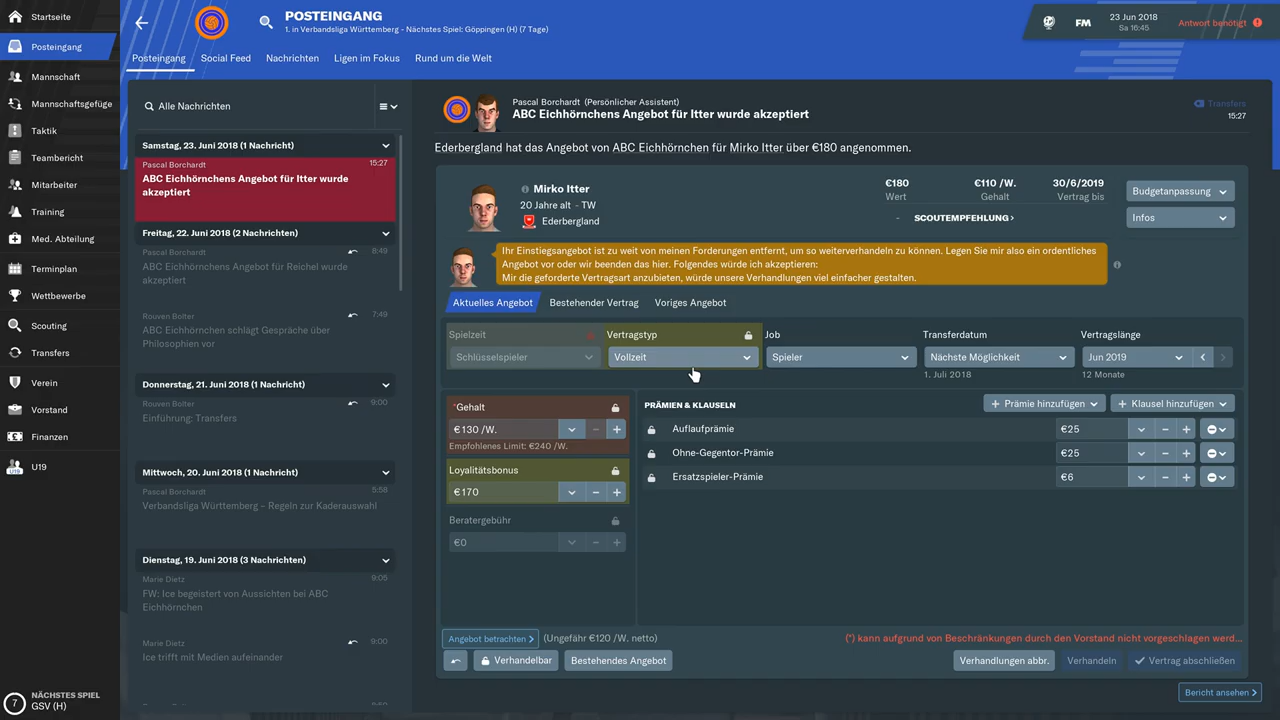 Startseite
Posteingang
Mannschaft
Mannschaftsgefüge
Taktik
Teambericht
Mitarbeiter
Training
Med. Abteilung
Terminplan
Wettbewerbe
Scouting
Transfers
Verein
Vorstand
Finanzen
U19
U19
7
NÄCHSTES SPIEL
GSV (H)
POSTEINGANG
1. in Verbandsliga Württemberg - Nächstes Spiel: Göppingen (H) (7 Tage)
FM
23 Jun 2018
Sa 16:45
Antwort benötigt
Posteingang
Social Feed
Nachrichten
Ligen im Fokus
Rund um die Welt
Alle Nachrichten
Samstag, 23. Juni 2018 (1 Nachricht)
Pascal Borchardt
15:27
ABC Eichhörnchens Angebot für Itter wurde
akzeptiert
Freitag, 22. Juni 2018 (2 Nachrichten)
Pascal Borchardt
8:49
ABC Eichhörnchens Angebot für Reichel wurde
akzeptiert
Rouven Bolter
7:49
ABC Eichhörnchen schlägt Gespräche über
Philosophien vor
Donnerstag, 21. Juni 2018 (1 Nachricht)
Rouven Bolter
9:00
Einführung: Transfers
Mittwoch, 20. Juni 2018 (1 Nachricht)
Pascal Borchardt
5:58
Verbandsliga Württemberg – Regeln zur Kaderauswahl
Dienstag, 19. Juni 2018 (3 Nachrichten)
Marie Dietz
9:05
FW: Ice begeistert von Aussichten bei ABC
Eichhörnchen
Marie Dietz
9:00
Ice trifft mit Medien aufeinander
Pascal Borchardt (Persönlicher Assistent)
ABC Eichhörnchens Angebot für Itter wurde akzeptiert
Transfers
15:27
Ederbergland hat das Angebot von ABC Eichhörnchen für Mirko Itter über €180 angenommen.
Mirko Itter
20 Jahre alt - TW
Ederbergland
€180
Wert
€110 /W.
Gehalt
30/6/2019
Vertrag bis
- SCOUTEMPFEHLUNG>
Budgetanpassung
Infos
Ihr Einstiegsangebot ist zu weit von meinen Forderungen entfernt, um so weiterverhandeln zu können. Legen Sie mir also ein ordentliches
Angebot vor oder wir beenden das hier. Folgendes würde ich akzeptieren:
Mir die geforderte Vertragsart anzubieten, würde unsere Verhandlungen viel einfacher gestalten.
Aktuelles Angebot
Bestehender Vertrag
Voriges Angebot
Spielzeit
Schlüsselspieler
Vertragstyp
Vollzeit
Job
Spieler
Transferdatum
Nächste Möglichkeit
1. Juli 2018
Vertragslänge
Jun 2019
12 Monate
*Gehalt
€130 /W.
Empfohlenes Limit: €240 /W.
Loyalitätsbonus
€170
Beratergebühr
€0
PRÄMIEN & KLAUSELN
+ Prämie hinzufügen
+ Klausel hinzufügen
Auflaufprämie
€25
Ohne-Gegentor-Prämie
€25
Ersatzspieler-Prämie
€6
Angebot betrachten >
(Ungefähr €120 /W. netto)
(*) kann aufgrund von Beschränkungen durch den Vorstand nicht vorgeschlagen werd...
Verhandelbar
Bestehendes Angebot
Verhandlungen abbr.
Verhandeln
Vertrag abschließen
Bericht ansehen >